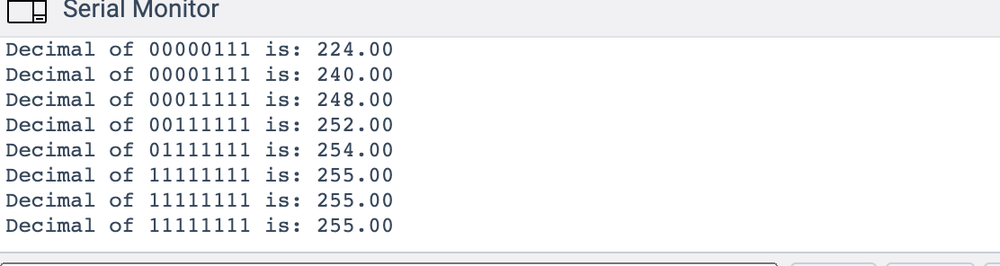 Serial Monitor
Decimal of 00000111 is: 224.00
Decimal of 00001111 is: 240.00
Decimal of 00011111 is: 248.00
Decimal of 00111111 is: 252.00
Decimal of 01111111 is: 254.00
Decimal of 11111111 is: 255.00
Decimal of 11111111 is: 255.00
Decimal of 11111111 is: 255.00